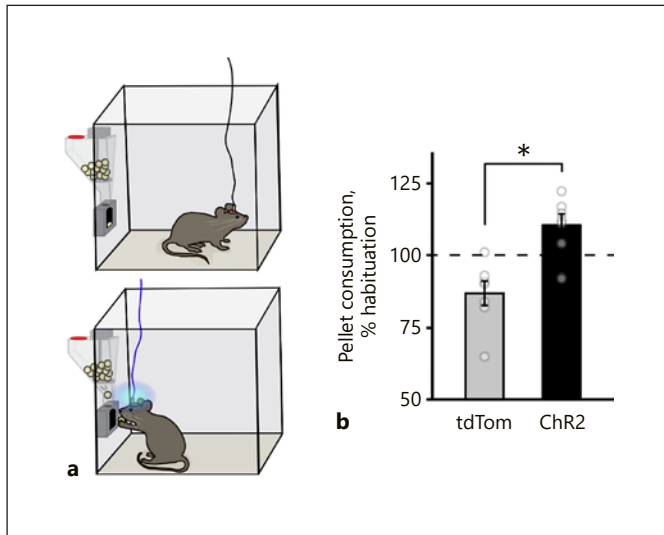 a
b
Pellet consumption,
% habituation
125
100
75
50
*
tdTom ChR2